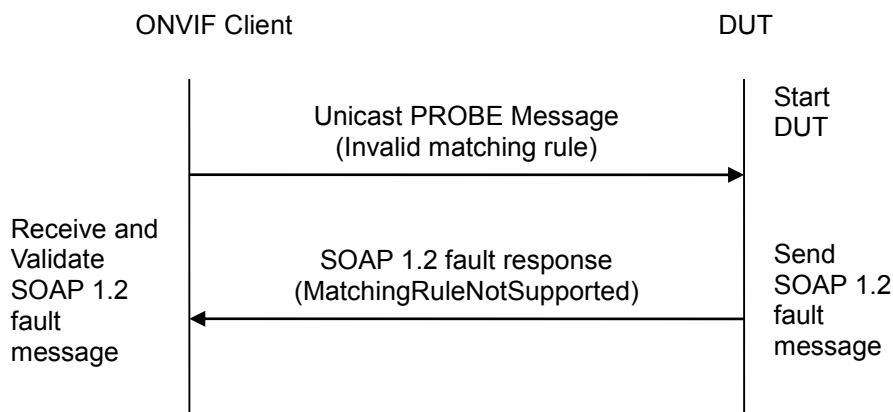 ONVIF Client
DUT
Start
DUT
Unicast PROBE Message
(Invalid matching rule)
Receive and
Validate
SOAP 1.2
fault
message
SOAP 1.2 fault response
(MatchingRuleNotSupported)
Send
SOAP 1.2
fault
message